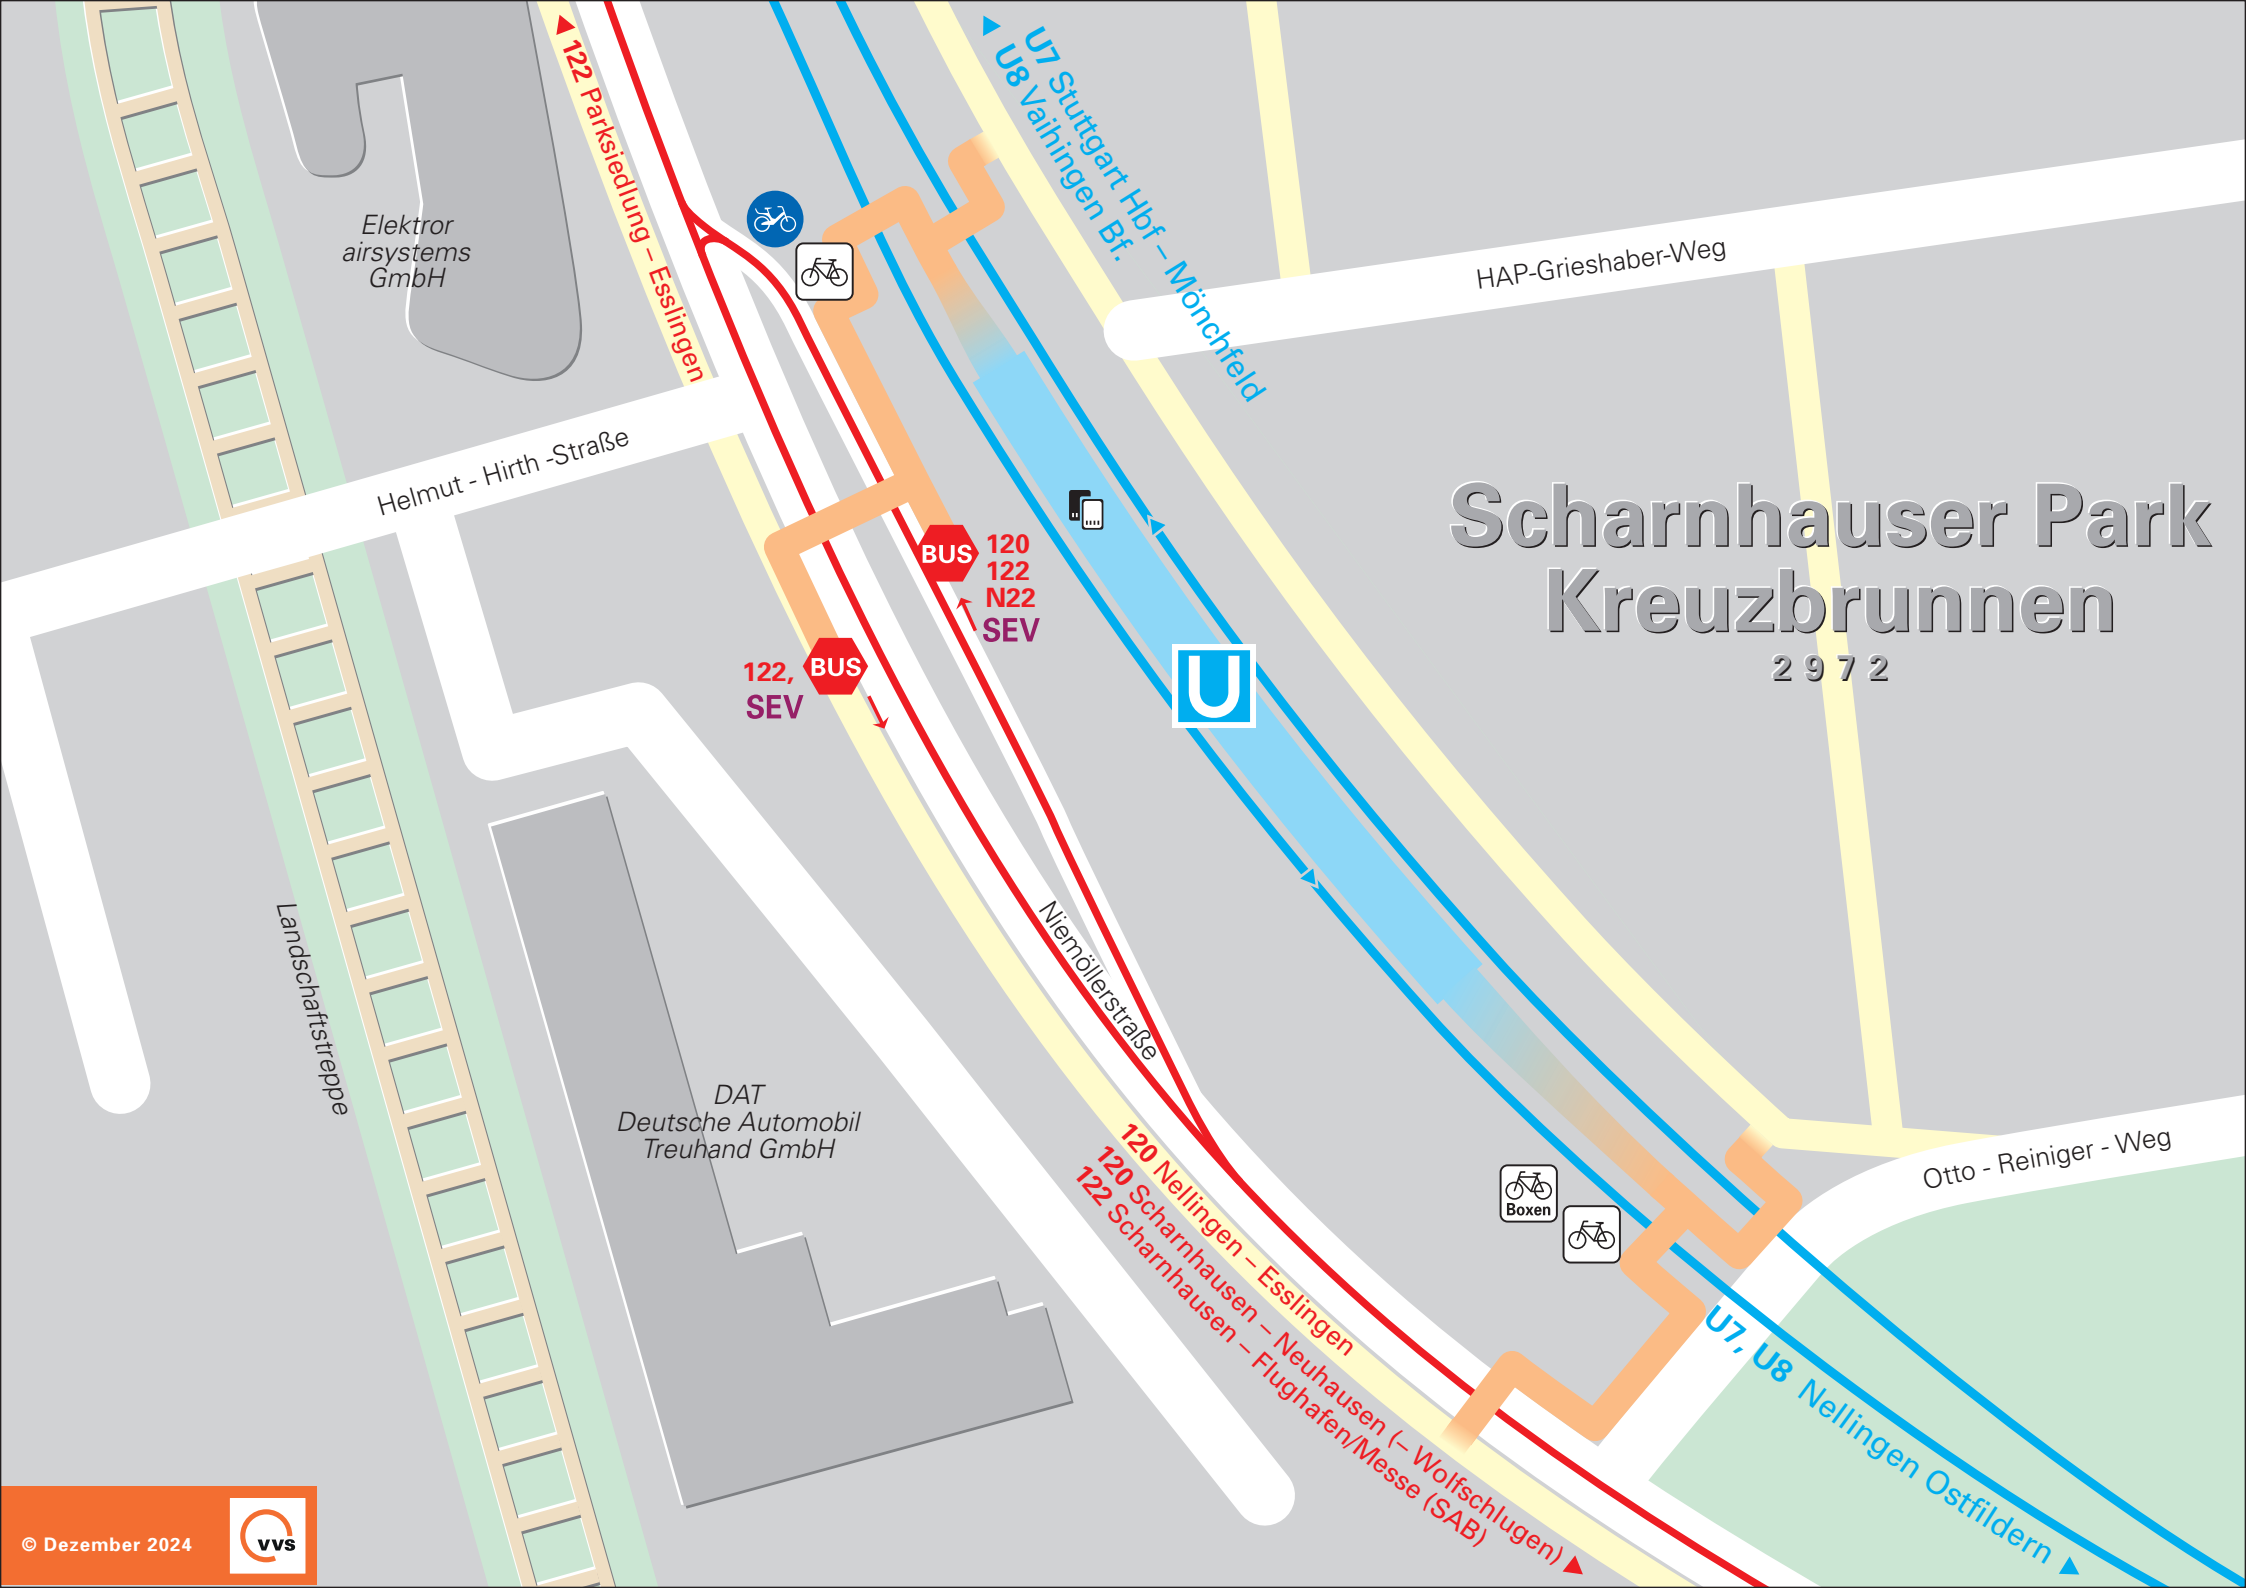 122 Parksiedlung – Esslingen
U7 Stuttgart Hbf – Mönchfeld
U8 Vaihingen Bf.
Elektror
airsystems
GmbH
HAP-Grieshaber-Weg
Helmut - Hirth -Straße
Scharnhauser Park
Kreuzbrunnen
2972
BUS
120
122
N22
SEV
122,
SEV
BUS
U
Niemöllerstraße
Landschaftstreppe
DAT
Deutsche Automobil
Treuhand GmbH
120 Nellingen – Esslingen
120 Scharnhausen – Neuhausen (– Wolfschlugen)
122 Scharnhausen – Flughafen/Messe (SAB)
Boxen
Otto - Reiniger - Weg
U7, U8 Nellingen Ostfildern
© Dezember 2024
vvs